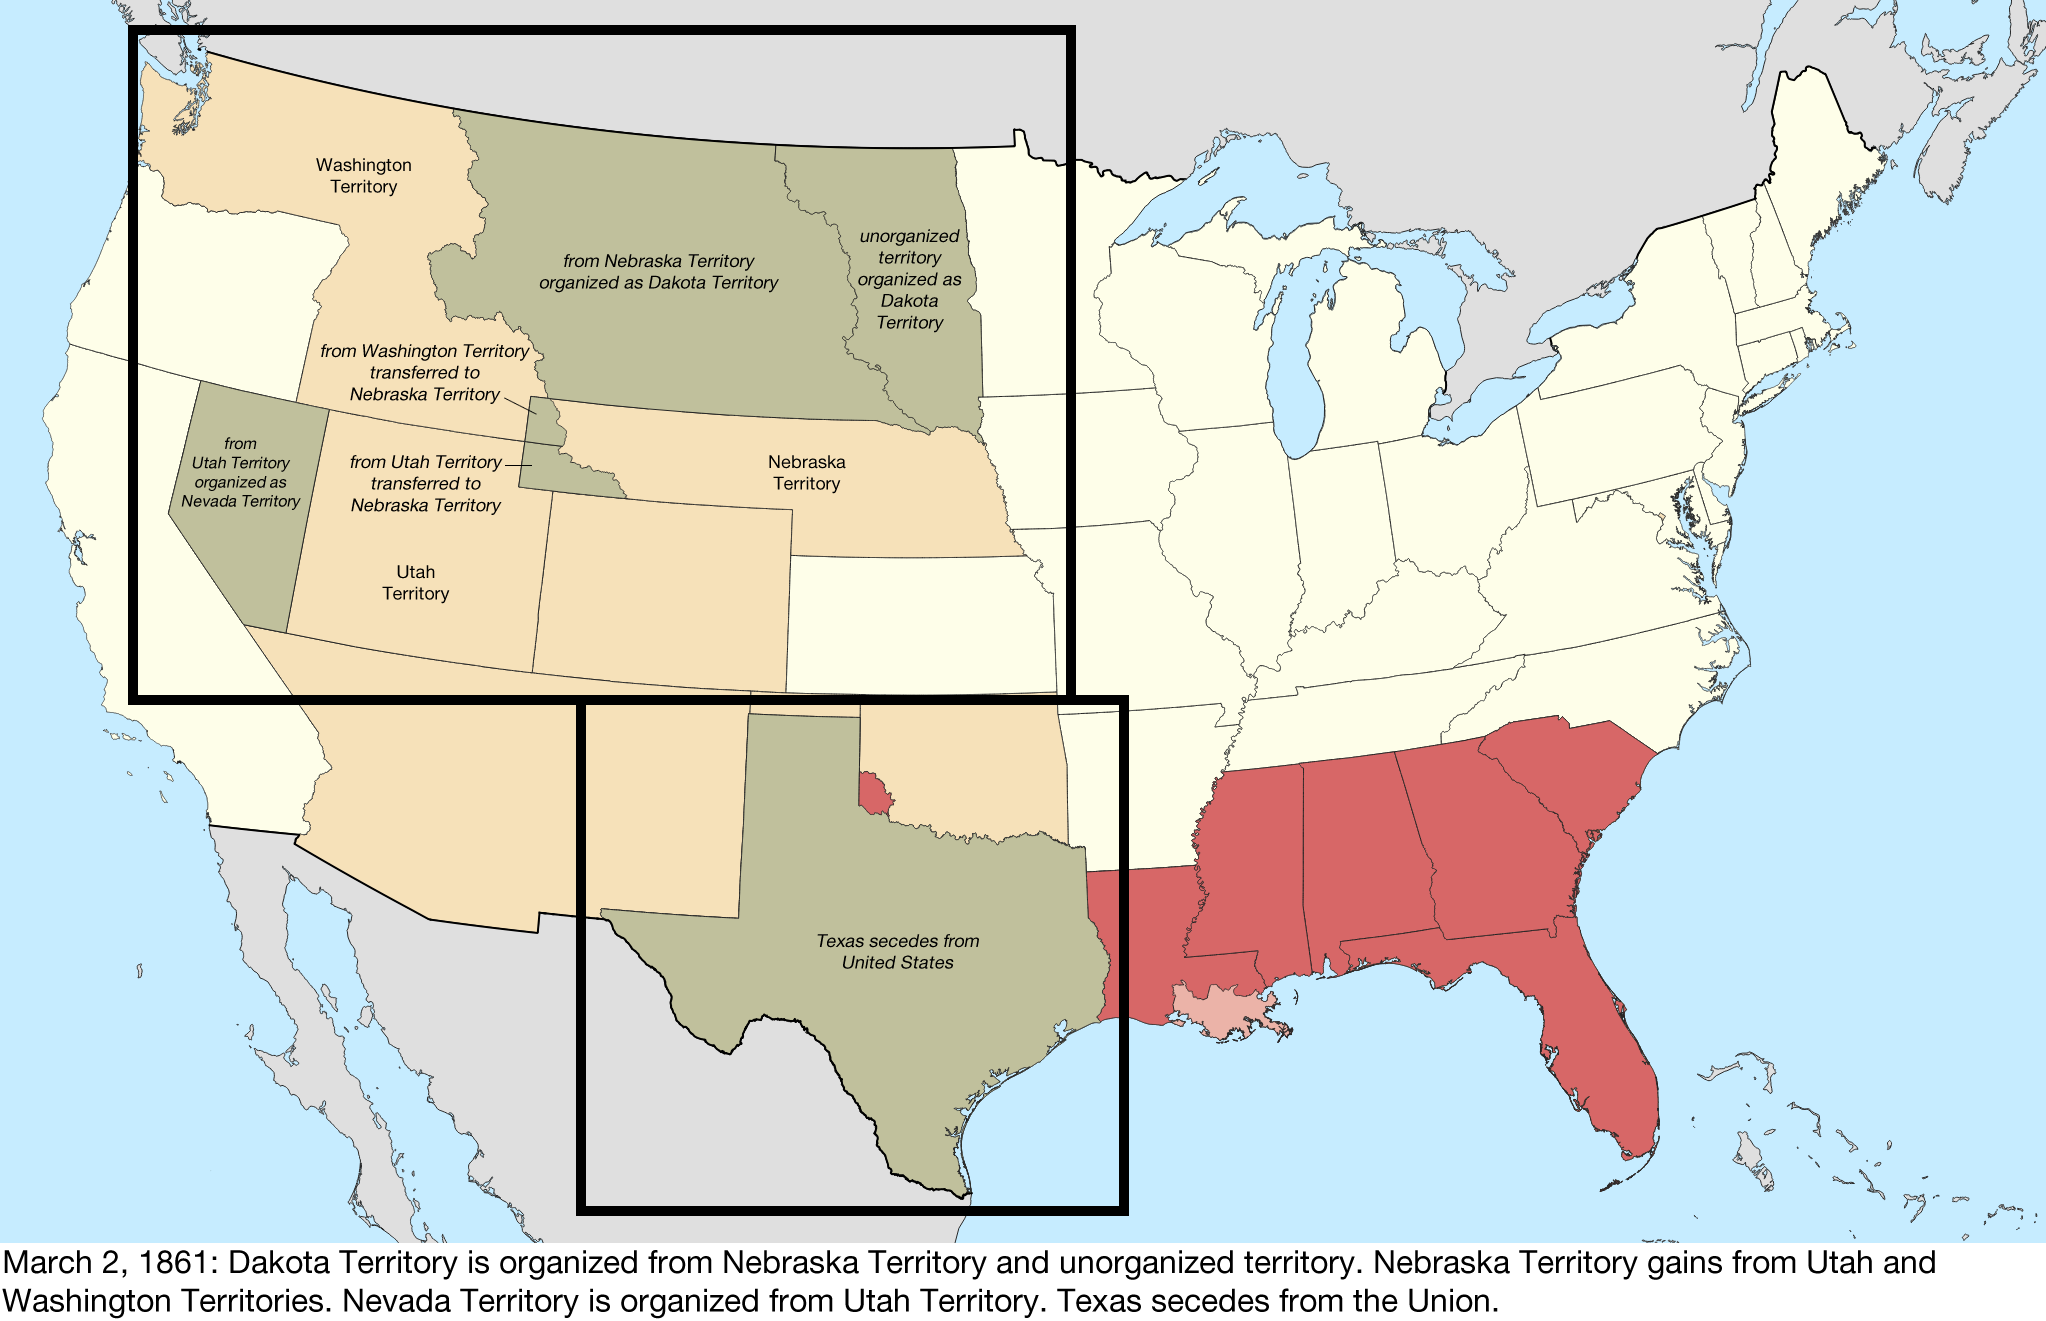 Washington
Territory
from Nebraska Territory
organized as Dakota Territory
unorganized
territory
organized as
Dakota
Territory
from Washington Territory
transferred to
Nebraska Territory
from
Utah Territory
organized as
Nevada Territory
from Utah Territory
transferred to
Nebraska Territory
Nebraska
Territory
Utah
Territory
Texas secedes from
United States
March 2, 1861: Dakota Territory is organized from Nebraska Territory and unorganized territory. Nebraska Territory gains from Utah and
Washington Territories. Nevada Territory is organized from Utah Territory. Texas secedes from the Union.